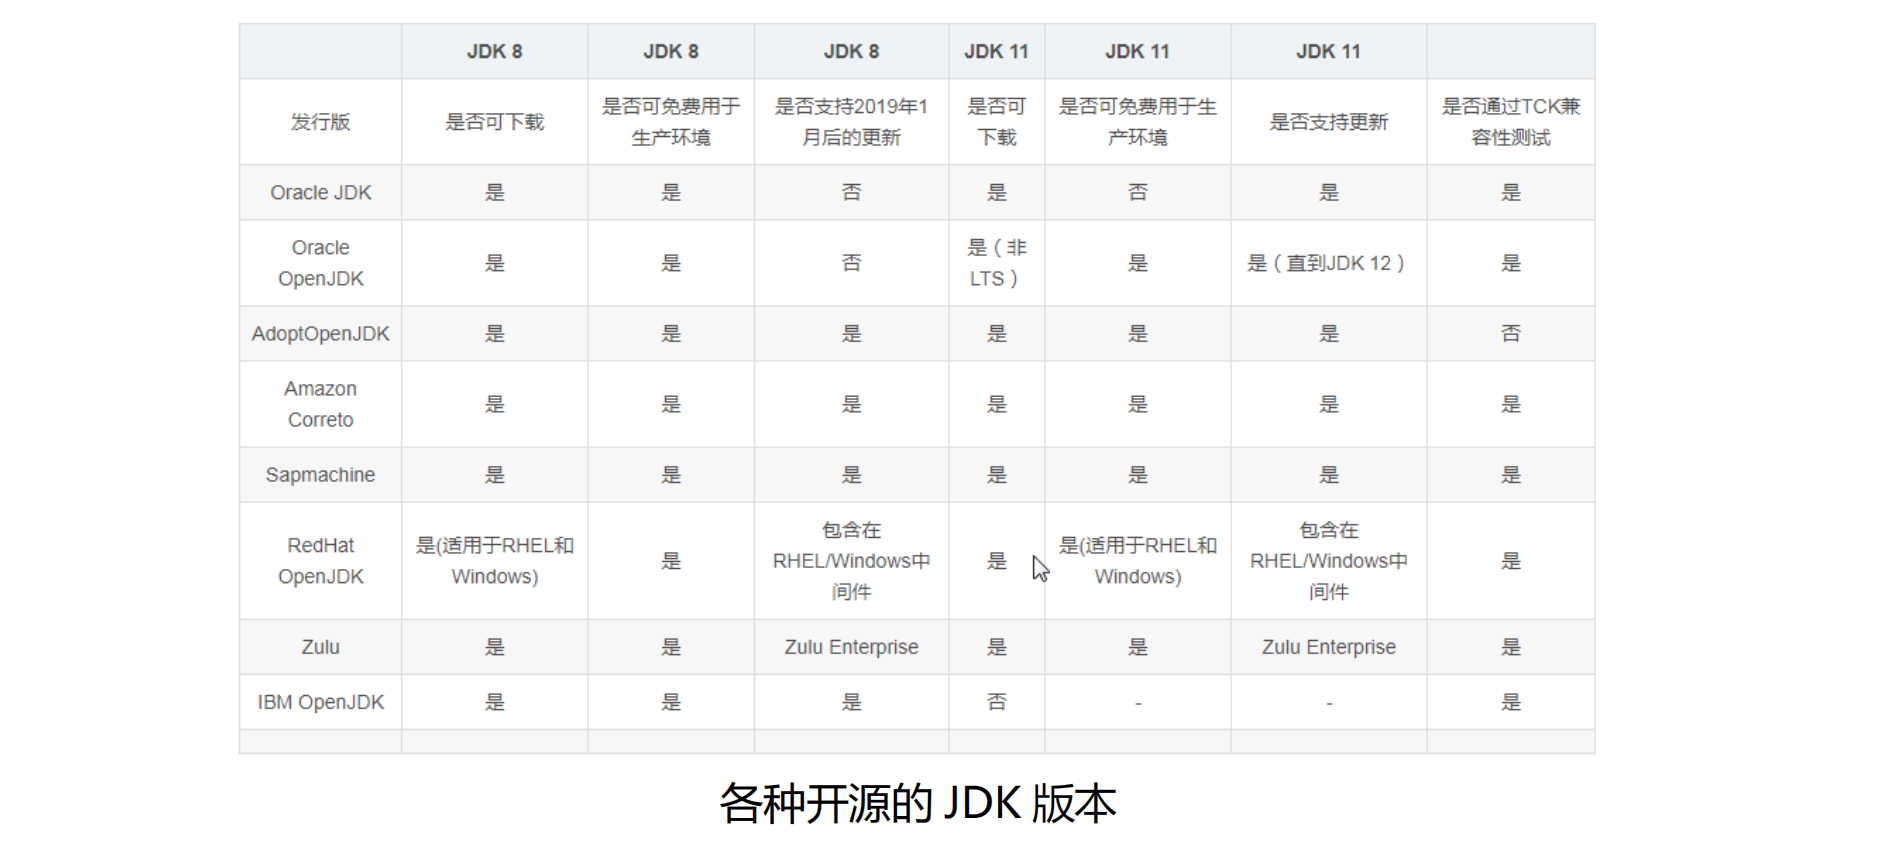 JDK 8 JDK 8 JDK 8 JDK 11 JDK 11 JDK 11
发行版 是否可下载 是否可免费用于生产环境 是否支持2019年1月后的更新 是否可下载 是否可免费用于生产环境 是否支持更新 是否通过TCK兼容性测试
Oracle JDK 是 是 否 是 否 是 是
Oracle OpenJDK 是 是 否 是（非LTS） 是 是（直到JDK 12） 是
AdoptOpenJDK 是 是 是 是 是 是 否
Amazon Correto 是 是 是 是 是 是 是
Sapmachine 是 是 是 是 是 是 是
RedHat OpenJDK 是(适用于RHEL和Windows) 是 包含在RHEL/Windows中间件 是 是(适用于RHEL和Windows) 包含在RHEL/Windows中间件 是
Zulu 是 是 Zulu Enterprise 是 是 Zulu Enterprise 是
IBM OpenJDK 是 是 是 否 - - 是
各种开源的 JDK 版本